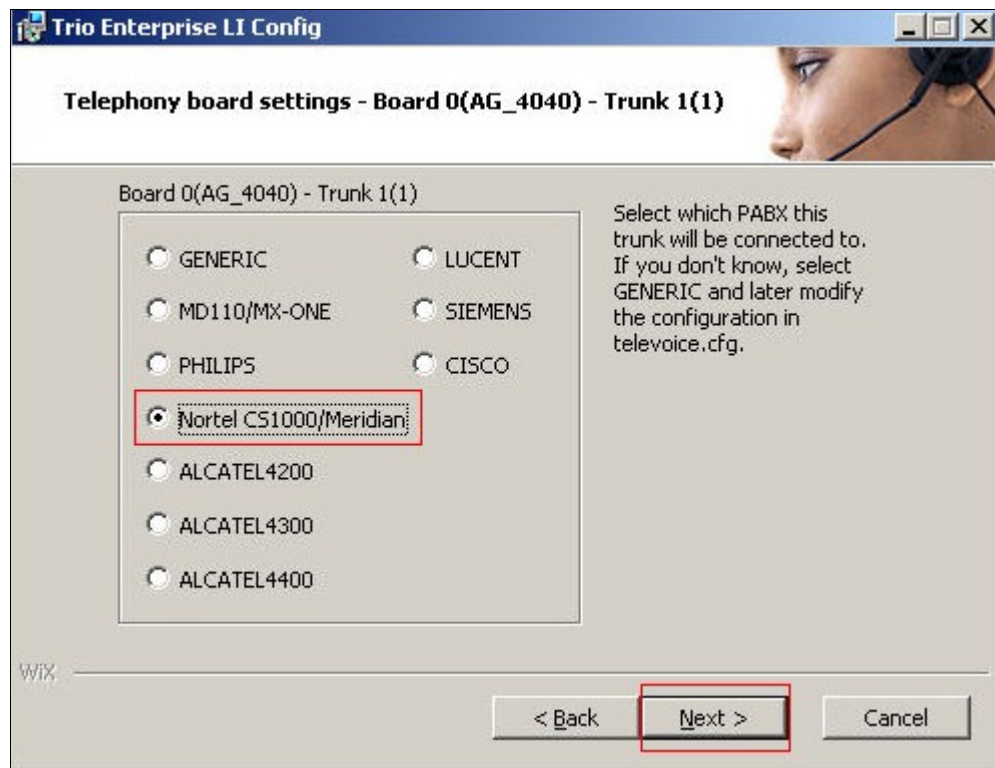 Trio Enterprise LI Config
Telephony board settings - Board 0(AG_4040) - Trunk 1(1)
Board 0(AG_4040) - Trunk 1(1)
GENERIC
LUCENT
MD110/MX-ONE
SIEMENS
PHILIPS
CISCO
Nortel CS1000/Meridian
ALCATEL4200
ALCATEL4300
ALCATEL4400
Select which PABX this
trunk will be connected to.
If you don't know, select
GENERIC and later modify
the configuration in
televoice.cfg.
WiX
< Back
Next >
Cancel